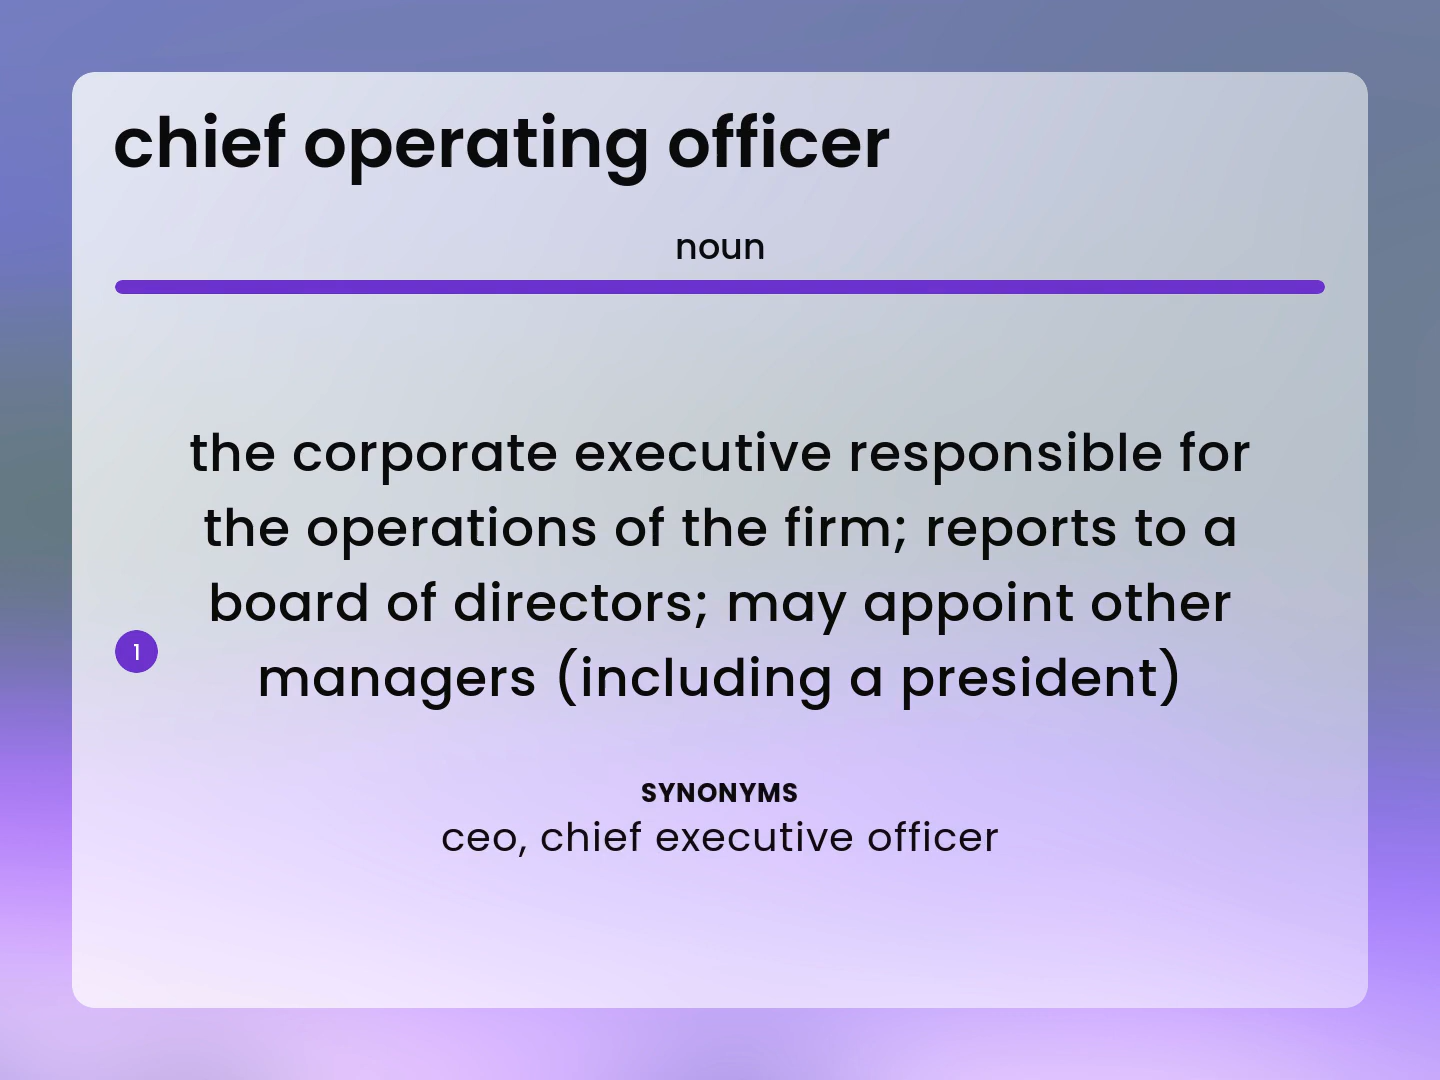 chief operating officer
noun
the corporate executive responsible for
the operations of the firm; reports to a
board of directors; may appoint other
1
managers (including a president)
SYNONYMS
ceo, chief executive officer